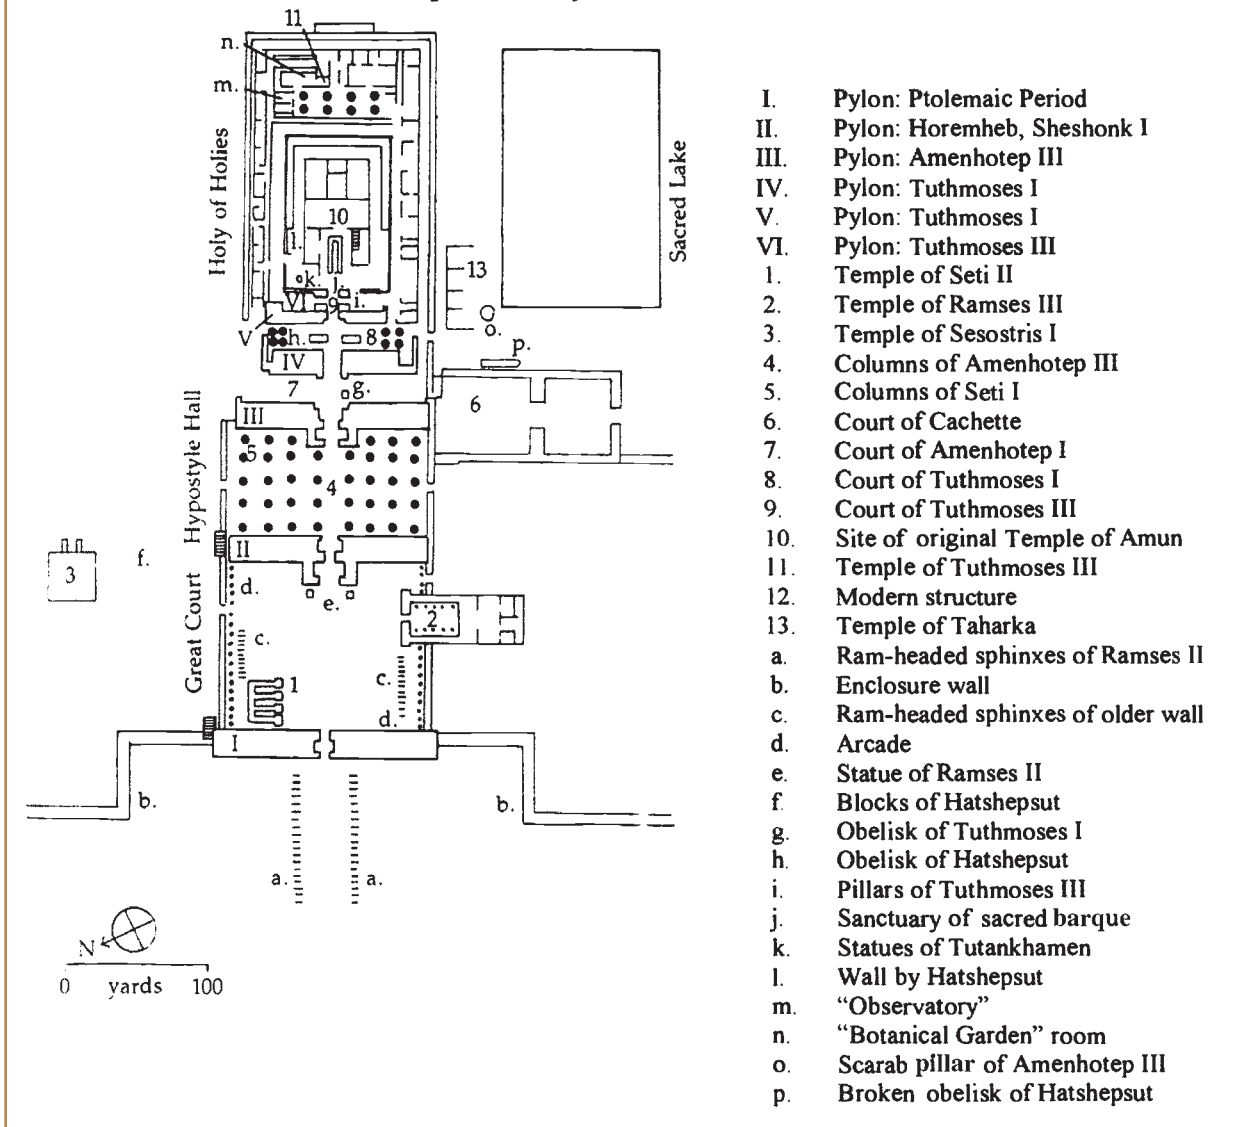 11
n.
m.
Holy of Holies
10
l.
k.
j.
VI
9
i.
V
h.
8
IV
7
g.
13
o.
p.
Sacred Lake
6
III
Hypostyle Hall
5
4
II
3
f.
d.
e.
2
Great Court
c.
c.
1
d.
I
b.
b.
a.
a.
N
0 yards 100
I. Pylon: Ptolemaic Period
II. Pylon: Horemheb, Sheshonk I
III. Pylon: Amenhotep III
IV. Pylon: Tuthmoses I
V. Pylon: Tuthmoses I
VI. Pylon: Tuthmoses III
1. Temple of Seti II
2. Temple of Ramses III
3. Temple of Sesostris I
4. Columns of Amenhotep III
5. Columns of Seti I
6. Court of Cachette
7. Court of Amenhotep I
8. Court of Tuthmoses I
9. Court of Tuthmoses III
10. Site of original Temple of Amun
11. Temple of Tuthmoses III
12. Modern structure
13. Temple of Taharka
a. Ram-headed sphinxes of Ramses II
b. Enclosure wall
c. Ram-headed sphinxes of older wall
d. Arcade
e. Statue of Ramses II
f. Blocks of Hatshepsut
g. Obelisk of Tuthmoses I
h. Obelisk of Hatshepsut
i. Pillars of Tuthmoses III
j. Sanctuary of sacred barque
k. Statues of Tutankhamen
l. Wall by Hatshepsut
m. “Observatory”
n. “Botanical Garden” room
o. Scarab pillar of Amenhotep III
p. Broken obelisk of Hatshepsut